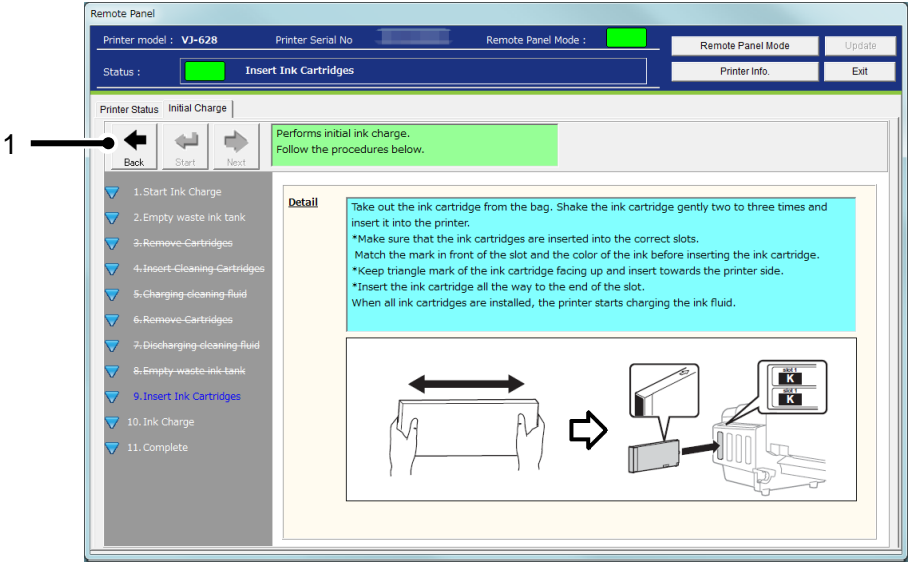 Remote Panel
Printer model : VJ-628 Printer Serial No Remote Panel Mode :
Remote Panel Mode Update
Status : Insert Ink Cartridges
Printer Info. Exit
Printer Status Initial Charge
1
Back Start Next
Performs initial ink charge.
Follow the procedures below.
1.Start Ink Charge
2.Empty waste ink tank
3.Remove Cartridges
4.Insert Cleaning Cartridges
5.Charging cleaning fluid
6.Remove Cartridges
7.Discharging cleaning fluid
8.Empty waste ink tank
9.Insert Ink Cartridges
10.Ink Charge
11.Complete
Detail
Take out the ink cartridge from the bag. Shake the ink cartridge gently two to three times and
insert it into the printer.
*Make sure that the ink cartridges are inserted into the correct slots.
Match the mark in front of the slot and the color of the ink before inserting the ink cartridge.
*Keep triangle mark of the ink cartridge facing up and insert towards the printer side.
*Insert the ink cartridge all the way to the end of the slot.
When all ink cartridges are installed, the printer starts charging the ink fluid.
slot 1
K
slot 1
K